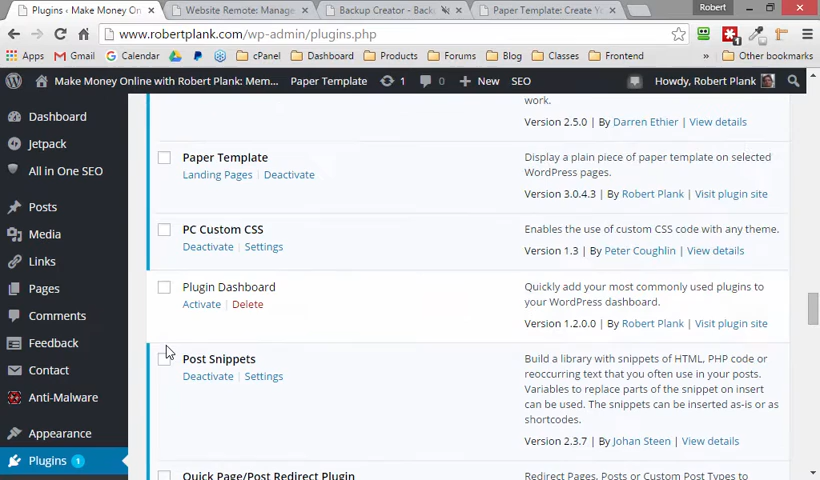 Plugins ‹ Make Money On
Website Remote: Manage
Backup Creator - Back
Paper Template: Create Yo
Robert
www.robertplank.com/wp-admin/plugins.php
Apps
Gmail
Calendar
cPanel
Dashboard
Products
Forums
Blog
Classes
Frontend
»
Other bookmarks
Make Money Online with Robert Plank: Mem...
Paper Template
1
0
New
SEO
Howdy, Robert Plank
Dashboard
Jetpack
All in One SEO
Posts
Media
Links
Pages
Comments
Feedback
Contact
Anti-Malware
Appearance
Plugins 1
work.
Version 2.5.0 | By Darren Ethier | View details
Paper Template
Landing Pages | Deactivate
Display a plain piece of paper template on selected
WordPress pages.
Version 3.0.4.3 | By Robert Plank | Visit plugin site
PC Custom CSS
Deactivate | Settings
Enables the use of custom CSS code with any theme.
Version 1.3 | By Peter Coughlin | View details
Plugin Dashboard
Activate | Delete
Quickly add your most commonly used plugins to
your WordPress dashboard.
Version 1.2.0.0 | By Robert Plank | Visit plugin site
Post Snippets
Deactivate | Settings
Build a library with snippets of HTML, PHP code or
reoccurring text that you often use in your posts.
Variables to replace parts of the snippet on insert
can be used. The snippets can be inserted as-is or as
shortcodes.
Version 2.3.7 | By Johan Steen | View details
Quick Page/Post Redirect Plugin
Redirect Pages, Posts or Custom Post Types to